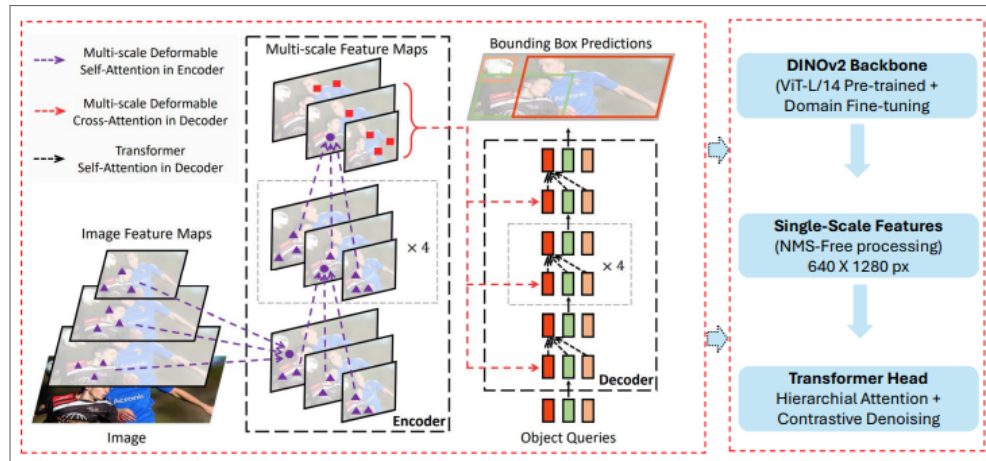 Multi-scale Deformable
Self-Attention in Encoder
Multi-scale Deformable
Cross-Attention in Decoder
Transformer
Self-Attention in Decoder
Image Feature Maps
Image
Multi-scale Feature Maps
× 4
Encoder
Bounding Box Predictions
× 4
Decoder
Object Queries
DINOv2 Backbone
(ViT-L/14 Pre-trained +
Domain Fine-tuning
Single-Scale Features
(NMS-Free processing)
640 X 1280 px
Transformer Head
Hierarchial Attention +
Contrastive Denoising